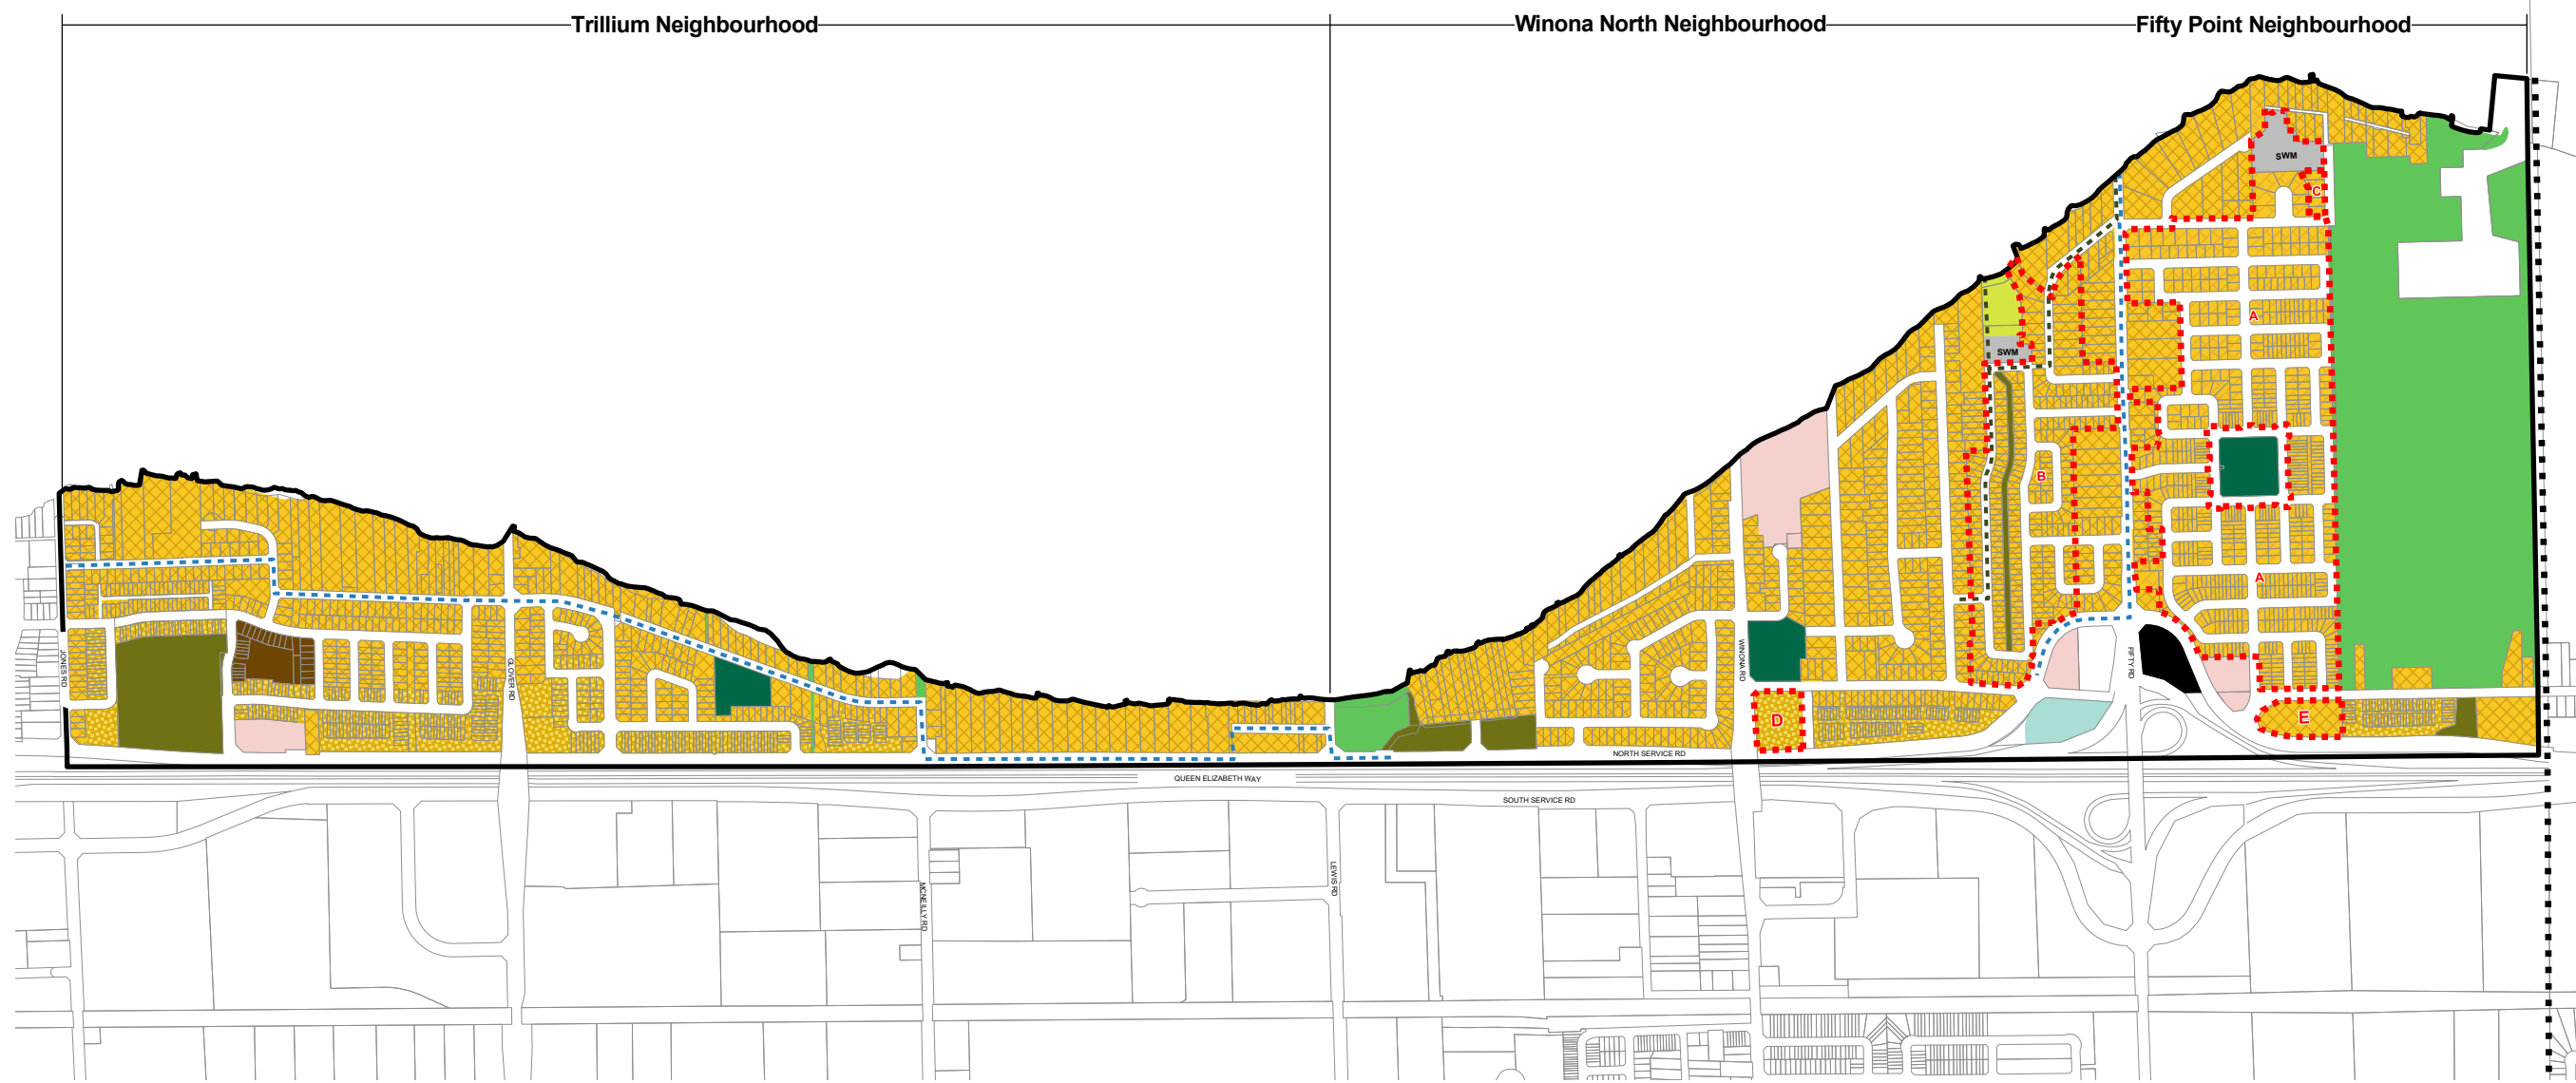 Trillium Neighbourhood
Winona North Neighbourhood
Fifty Point Neighbourhood
SWM
C
A
SWM
B
A
JONES RD
GLOVER RD
WINONA RD
FIFTY RD
D
E
NORTH SERVICE RD
QUEEN ELIZABETH WAY
SOUTH SERVICE RD
MCNEILLY RD
LEWIS RD